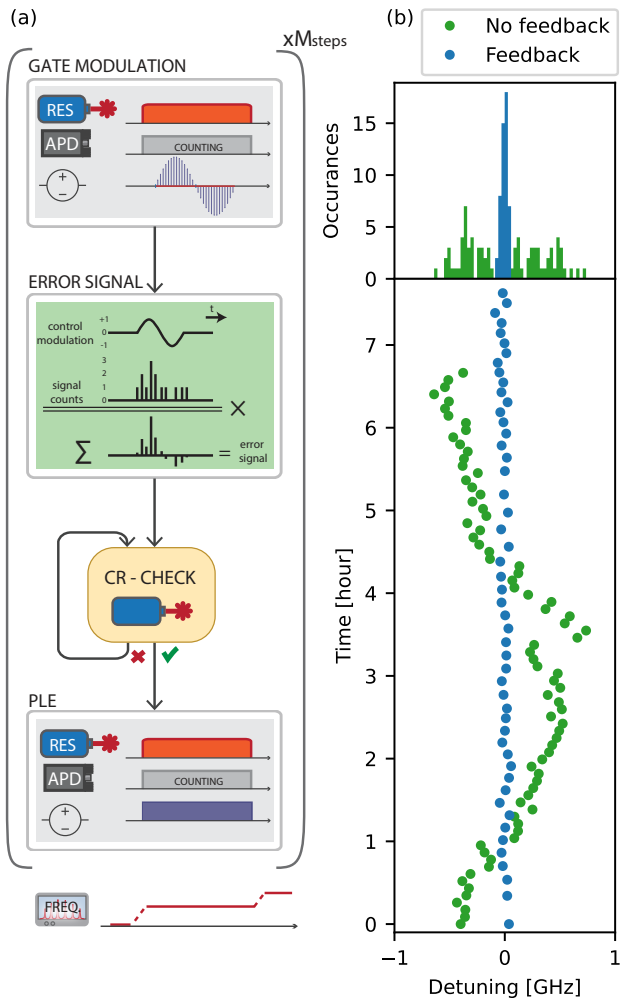 (a)
xMsteps
GATE MODULATION
RES
APD
COUNTING
+
−
ERROR SIGNAL
control
modulation
+1
0
-1
t
signal
counts
3
2
1
0
×
Σ
= error
signal
CR - CHECK
PLE
RES
APD
COUNTING
+
−
FREQ.
(b)
No feedback
Feedback
Occurances
15
10
5
0
Time [hour]
7
6
5
4
3
2
1
0
−1 0 1
Detuning [GHz]